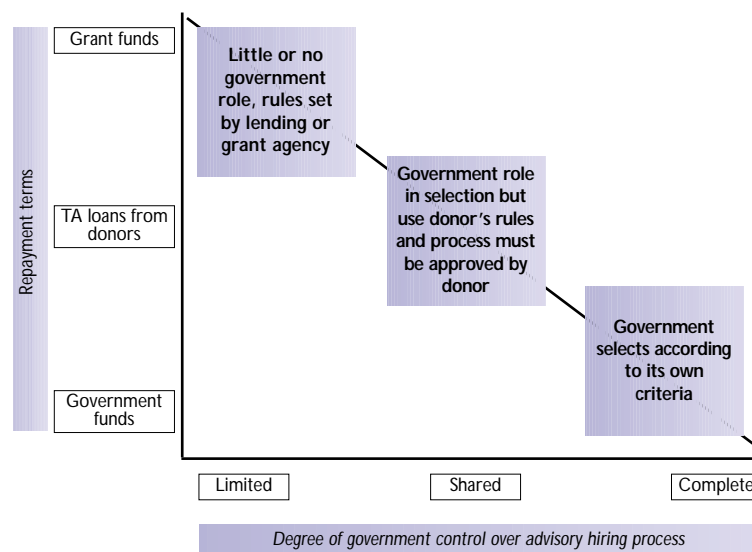 Grant funds
Little or no
government
role, rules set
by lending or
grant agency
Repayment terms
TA loans from
donors
Government role
in selection but
use donor's rules
and process must
be approved by
donor
Government
selects according
to its own
criteria
Government
funds
Limited
Shared
Complete
Degree of government control over advisory hiring process